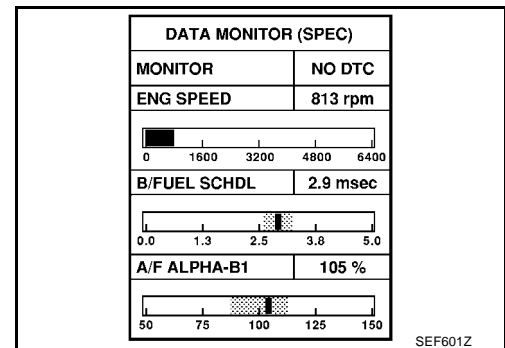 DATA MONITOR (SPEC)
MONITOR NO DTC
ENG SPEED 813 rpm
0 1600 3200 4800 6400
B/FUEL SCHDL 2.9 msec
0.0 1.3 2.5 3.8 5.0
A/F ALPHA-B1 105 %
50 75 100 125 150
SEF601Z